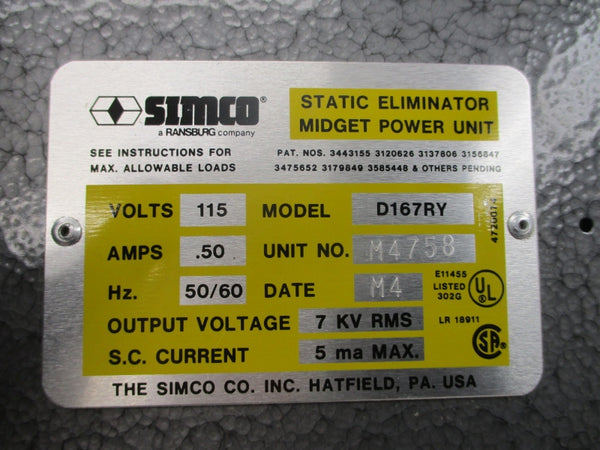 SIMCO®
a RANSBURG company
STATIC ELIMINATOR
MIDGET POWER UNIT
SEE INSTRUCTIONS FOR
MAX. ALLOWABLE LOADS
PAT. NOS. 3443155 3120626 3137806 3156847
3475652 3179849 3585448 & OTHERS PENDING
VOLTS 115 MODEL D167RY
AMPS .50 UNIT NO. M4758
Hz. 50/60 DATE M4
OUTPUT VOLTAGE 7 KV RMS
S.C. CURRENT 5 ma MAX.
4720074
E11455
LISTED
302G
UL
LR 18911
SA
THE SIMCO CO. INC. HATFIELD, PA. USA